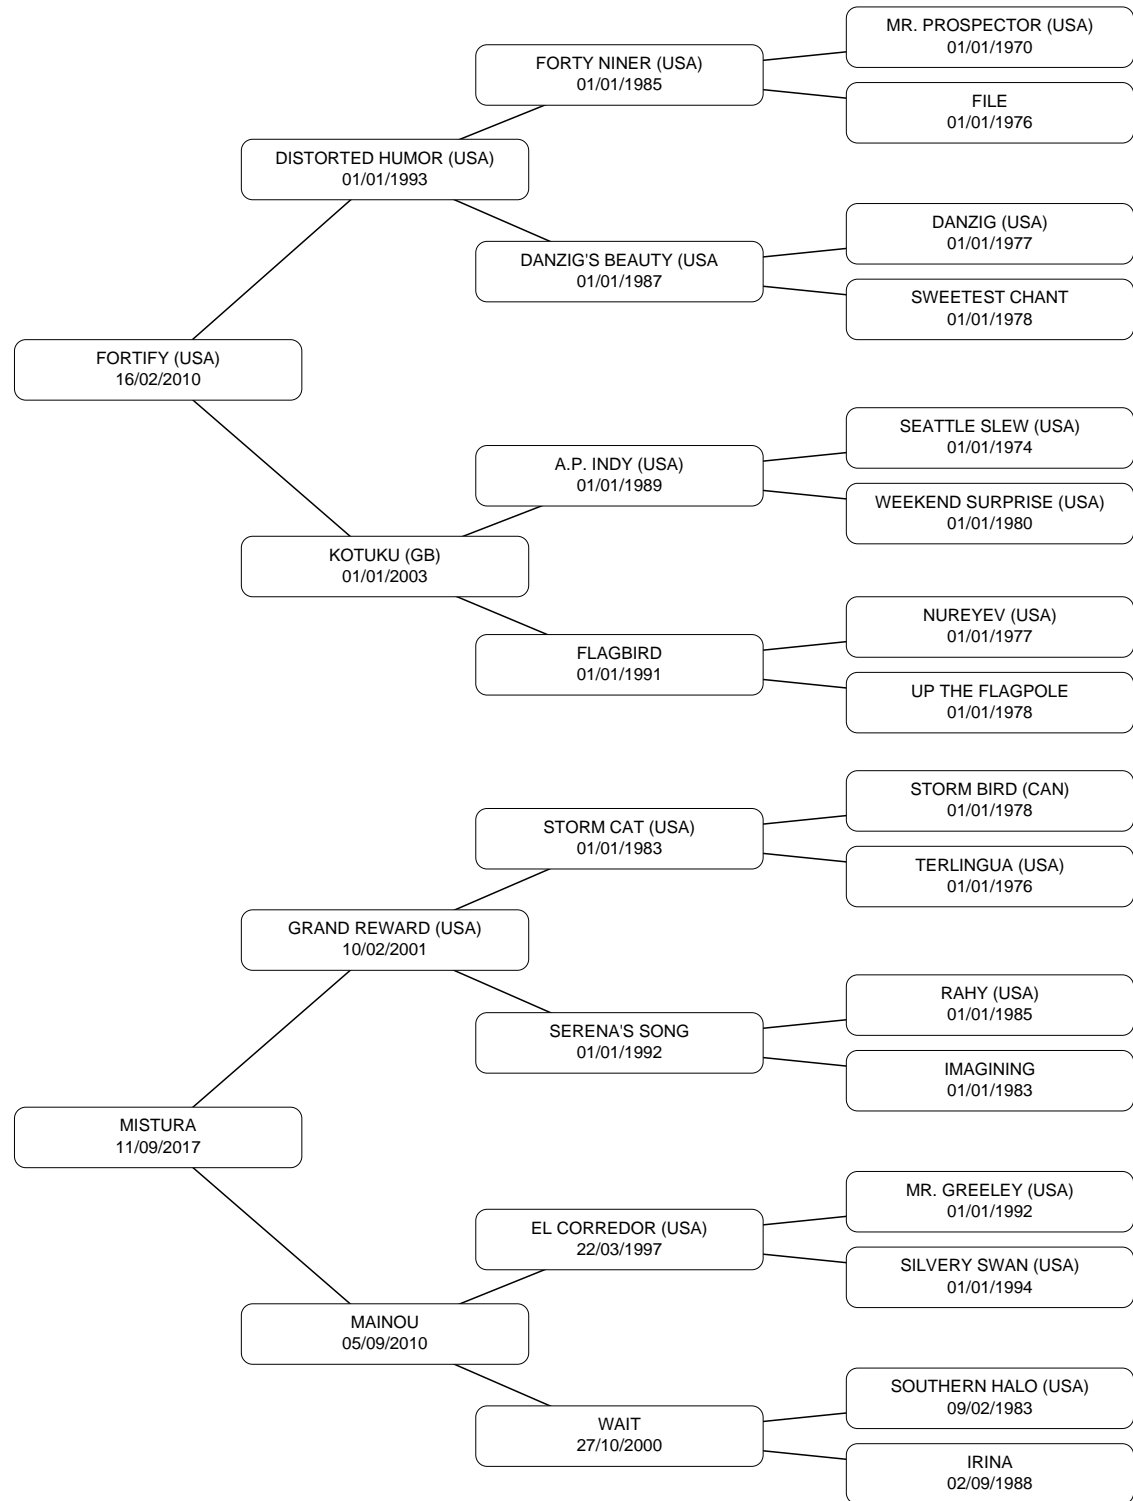 MR. PROSPECTOR (USA)
01/01/1970
FORTY NINER (USA)
01/01/1985
FILE
01/01/1976
DISTORTED HUMOR (USA)
01/01/1993
DANZIG (USA)
01/01/1977
DANZIG'S BEAUTY (USA
01/01/1987
SWEETEST CHANT
01/01/1978
FORTIFY (USA)
16/02/2010
SEATTLE SLEW (USA)
01/01/1974
A.P. INDY (USA)
01/01/1989
WEEKEND SURPRISE (USA)
01/01/1980
KOTUKU (GB)
01/01/2003
NUREYEV (USA)
01/01/1977
FLAGBIRD
01/01/1991
UP THE FLAGPOLE
01/01/1978
STORM BIRD (CAN)
01/01/1978
STORM CAT (USA)
01/01/1983
TERLINGUA (USA)
01/01/1976
GRAND REWARD (USA)
10/02/2001
RAHY (USA)
01/01/1985
SERENA'S SONG
01/01/1992
IMAGINING
01/01/1983
MISTURA
11/09/2017
MR. GREELEY (USA)
01/01/1992
EL CORREDOR (USA)
22/03/1997
SILVERY SWAN (USA)
01/01/1994
MAINOU
05/09/2010
SOUTHERN HALO (USA)
09/02/1983
WAIT
27/10/2000
IRINA
02/09/1988